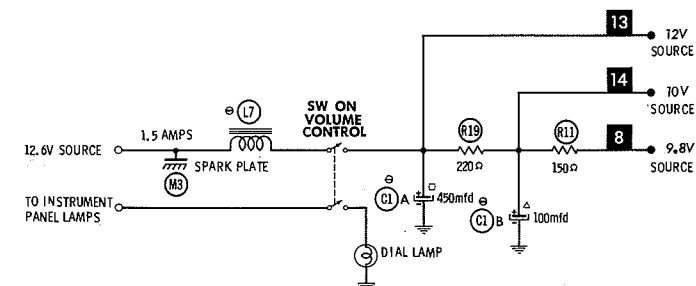 13
12V
SOURCE
14
10V
SOURCE
⊖ L7
SW ON
VOLUME
CONTROL
1.5 AMPS
R19
R11
8
9.8V
SOURCE
12.6V SOURCE
SPARK PLATE
220Ω
150Ω
M3
⊖
C1 A
450mfd
⊖
C1 B
100mfd
TO INSTRUMENT
PANEL LAMPS
DIAL LAMP